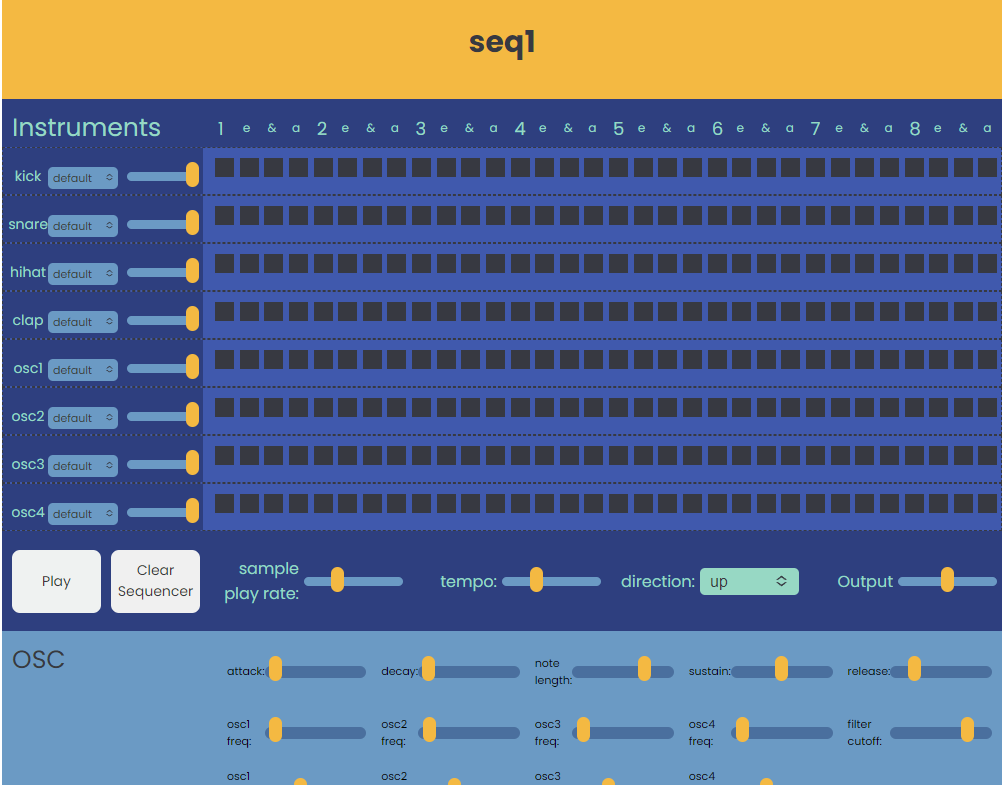 seq1
Instruments 1 e & a 2 e & a 3 e & a 4 e & a 5 e & a 6 e & a 7 e & a 8 e & a
kick default
snare default
hihat default
clap default
osc1 default
osc2 default
osc3 default
osc4 default
Play
Clear
Sequencer
sample
play rate:
tempo:
direction: up
Output
OSC
attack:
decay:
note
length:
sustain:
release:
osc1
freq:
osc2
freq:
osc3
freq:
osc4
freq:
filter
cutoff:
osc1
osc2
osc3
osc4